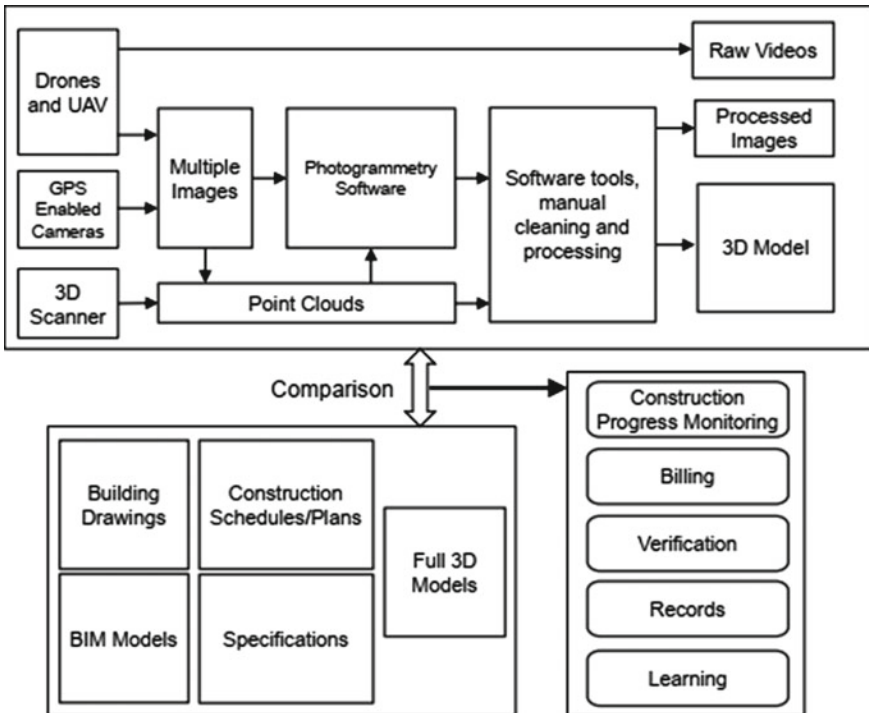 Drones
and UAV
Raw Videos
Multiple
Images
Photogrammetry
Software
Software tools,
manual
cleaning and
processing
Processed
Images
GPS
Enabled
Cameras
3D Model
3D
Scanner
Point Clouds
Comparison
Building
Drawings
Construction
Schedules/Plans
Full 3D
Models
BIM Models
Specifications
Construction
Progress Monitoring
Billing
Verification
Records
Learning